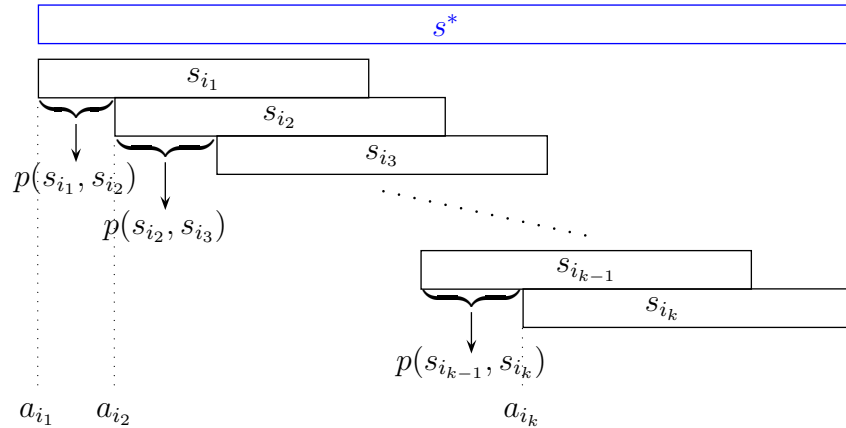 s*
s_{i_1}
s_{i_2}
s_{i_3}
p(s_{i_1}, s_{i_2})
p(s_{i_2}, s_{i_3})
s_{i_{k-1}}
s_{i_k}
p(s_{i_{k-1}}, s_{i_k})
a_{i_1} a_{i_2} a_{i_k}